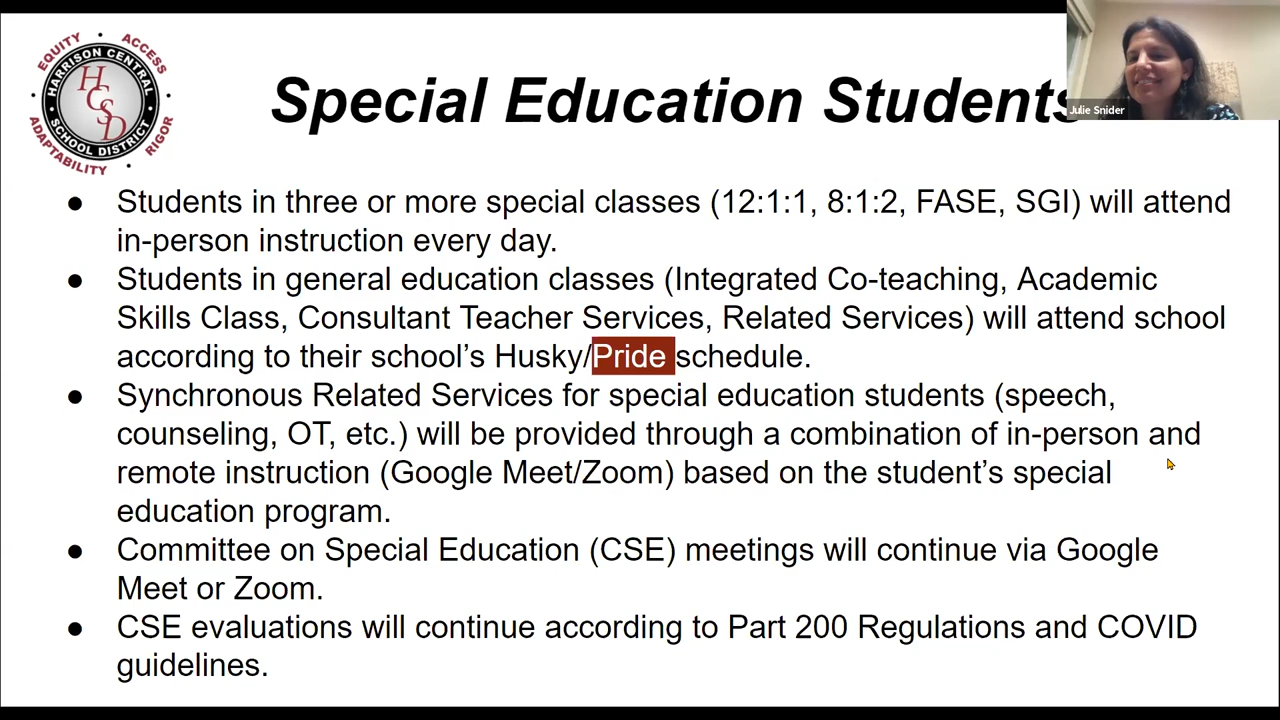 EQUITY • ACCESS
HARRISON CENTRAL
HCSD
SCHOOL DISTRICT
ADAPTABILITY • RIGOR
Special Education Students
Julie Snider
● Students in three or more special classes (12:1:1, 8:1:2, FASE, SGI) will attend
in-person instruction every day.
● Students in general education classes (Integrated Co-teaching, Academic
Skills Class, Consultant Teacher Services, Related Services) will attend school
according to their school’s Husky/Pride schedule.
● Synchronous Related Services for special education students (speech,
counseling, OT, etc.) will be provided through a combination of in-person and
remote instruction (Google Meet/Zoom) based on the student’s special
education program.
● Committee on Special Education (CSE) meetings will continue via Google
Meet or Zoom.
● CSE evaluations will continue according to Part 200 Regulations and COVID
guidelines.